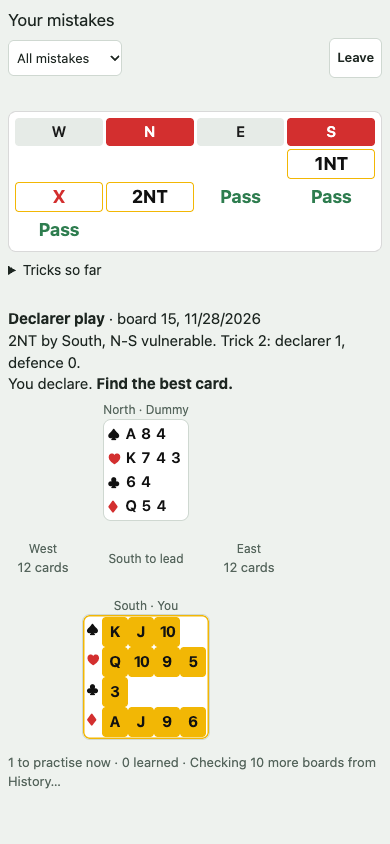 Your mistakes
All mistakes
Leave
W N E S
1NT
X 2NT Pass Pass
Pass
▶ Tricks so far
Declarer play · board 15, 11/28/2026
2NT by South, N-S vulnerable. Trick 2: declarer 1,
defence 0.
You declare. Find the best card.
North · Dummy
♠ A 8 4
♥ K 7 4 3
♣ 6 4
♦ Q 5 4
West
12 cards
South to lead
East
12 cards
South · You
♠ K J 10
♥ Q 10 9 5
♣ 3
♦ A J 9 6
1 to practise now · 0 learned · Checking 10 more boards from
History…